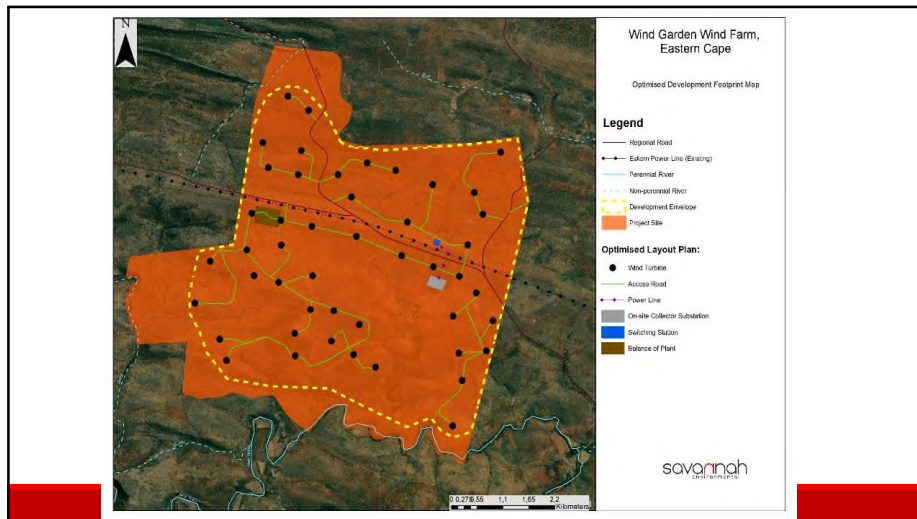 N
Wind Garden Wind Farm,
Eastern Cape
Optimised Development Footprint Map
Legend
Regional Road
Eskom Power Line (Existing)
Perennial River
Non-perennial River
Development Envelope
Project Site
Optimised Layout Plan:
Wind Turbine
Access Road
Power Line
On-site Collector Substation
Switching Station
Balance of Plant
savannah
environmental
0 0,275 0,55 1,1 1,65 2,2
Kilometers